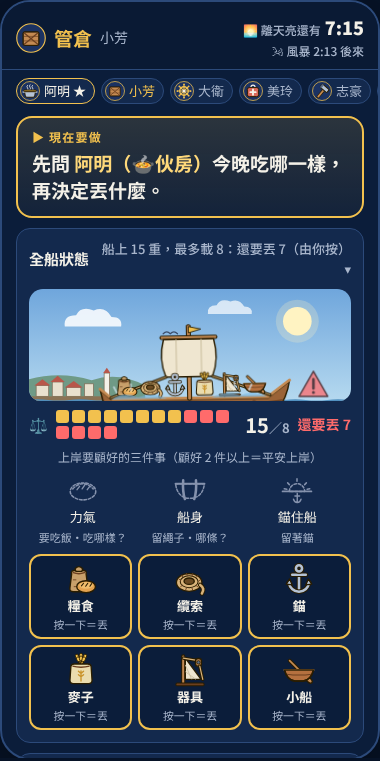 管倉 小芳
離天亮還有 7:15
風暴 2:13 後來
阿明 ★ 小芳 大衛 美玲 志豪
▶ 現在要做
先問 阿明（伙房）今晚吃哪一樣，
再決定丟什麼。
全船狀態
船上 15 重，最多載 8：還要丟 7（由你按）
▾
15／8 還要丟 7
上岸要顧好的三件事（顧好 2 件以上＝平安上岸）
力氣 船身 錨住船
要吃飯・吃哪樣？ 留繩子・哪條？ 留著錨
糧食 纜索 錨
按一下＝丟 按一下＝丟 按一下＝丟
麥子 器具 小船
按一下＝丟 按一下＝丟 按一下＝丟